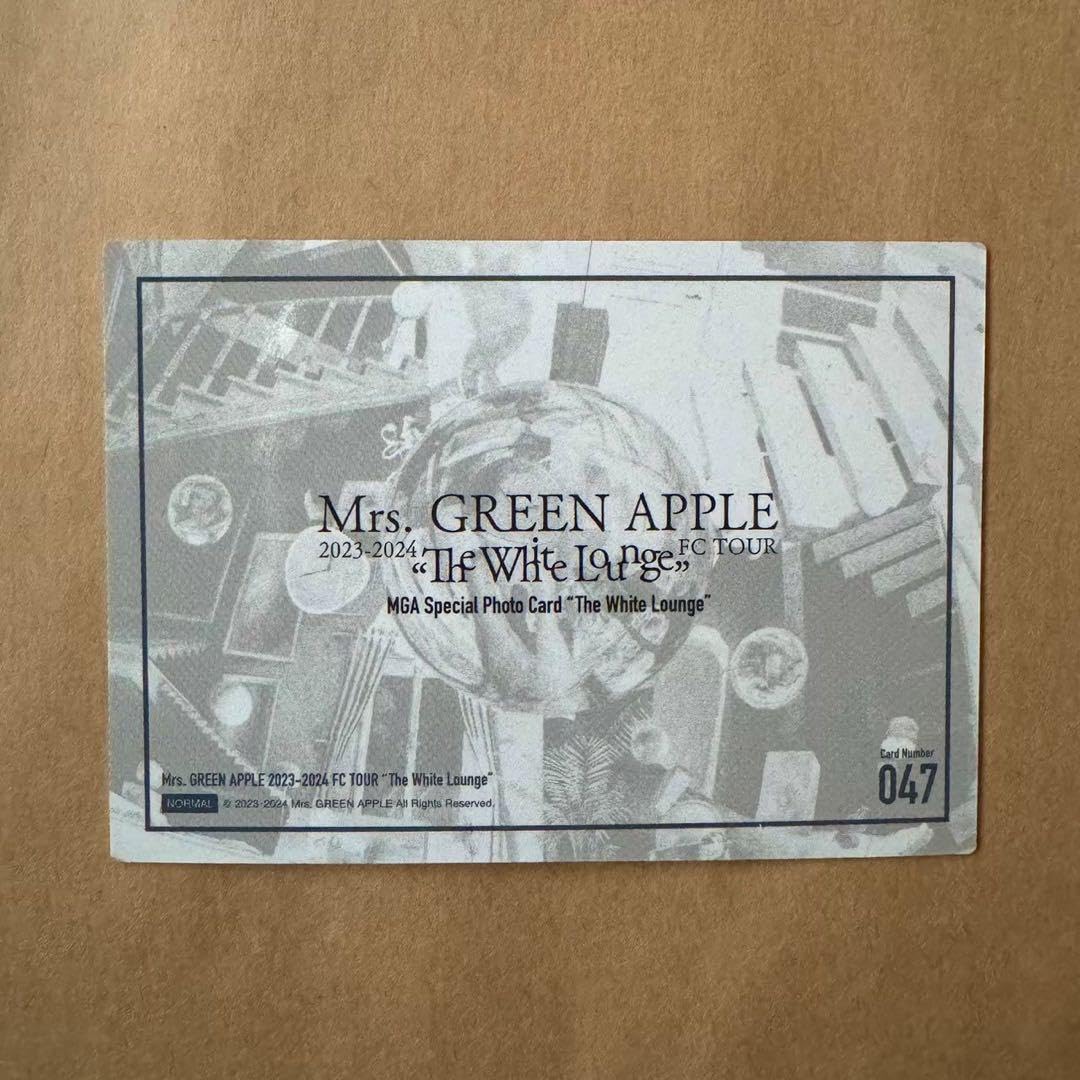 Mrs. GREEN APPLE
2023-2024 “The White Lounge” FC TOUR
MGA Special Photo Card “The White Lounge”
Mrs. GREEN APPLE 2023-2024 FC TOUR “The White Lounge”
NORMAL © 2023-2024 Mrs. GREEN APPLE All Rights Reserved.
Card Number
047